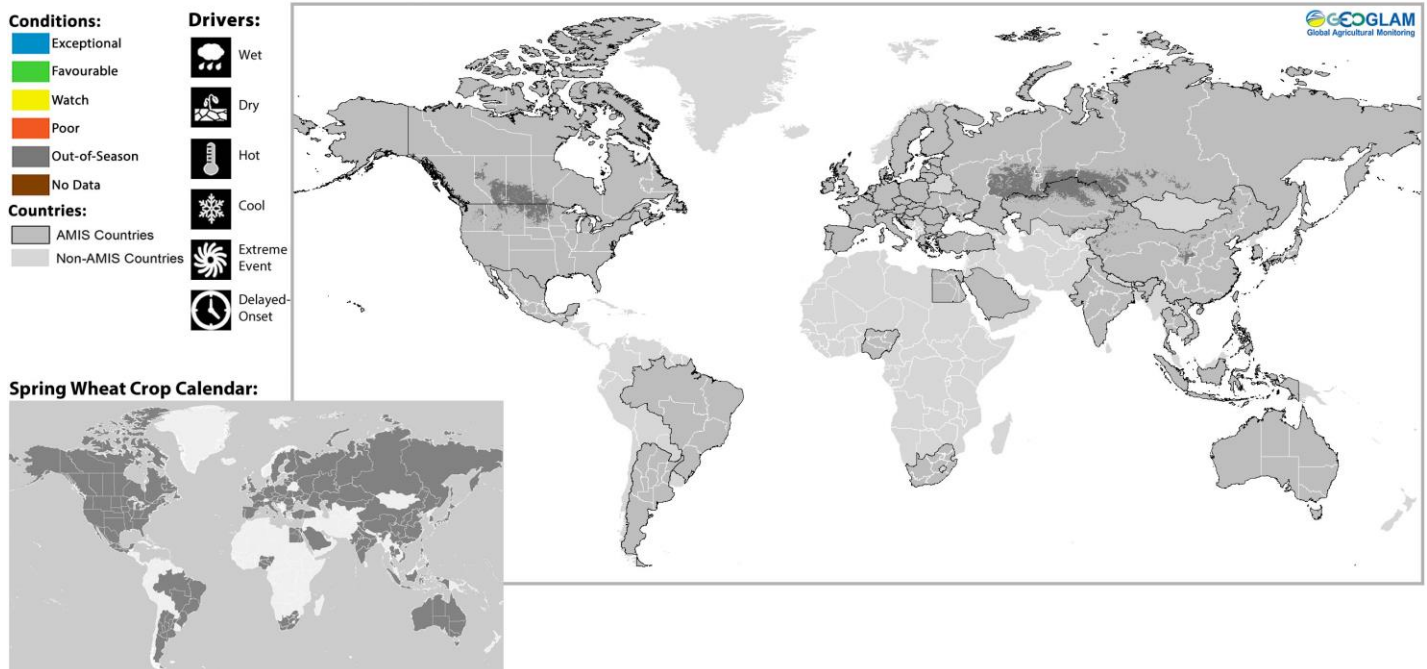 Conditions:
Exceptional
Favourable
Watch
Poor
Out-of-Season
No Data
Countries:
AMIS Countries
Non-AMIS Countries
Drivers:
Wet
Dry
Hot
Cool
Extreme
Event
Delayed-
Onset
GEOGLAM
Global Agricultural Monitoring
Spring Wheat Crop Calendar: